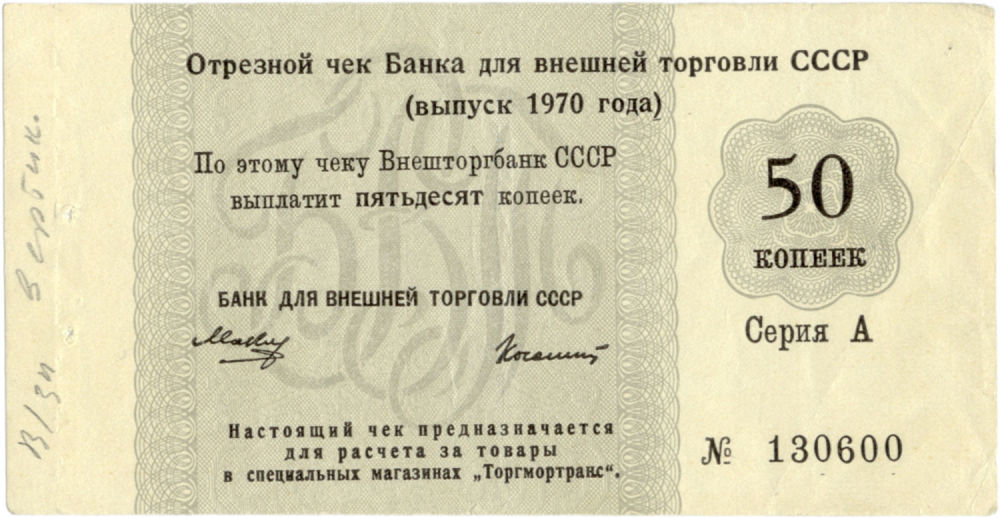 Отрезной чек Банка для внешней торговли СССР
(выпуск 1970 года)
По этому чеку Внешторгбанк СССР
выплатит пятьдесят копеек.
50
КОПЕЕК
БАНК ДЛЯ ВНЕШНЕЙ ТОРГОВЛИ СССР
Серия А
Настоящий чек предназначается
для расчета за товары
в специальных магазинах „Торгмортранс“.
№ 130600
В/зн вертик.